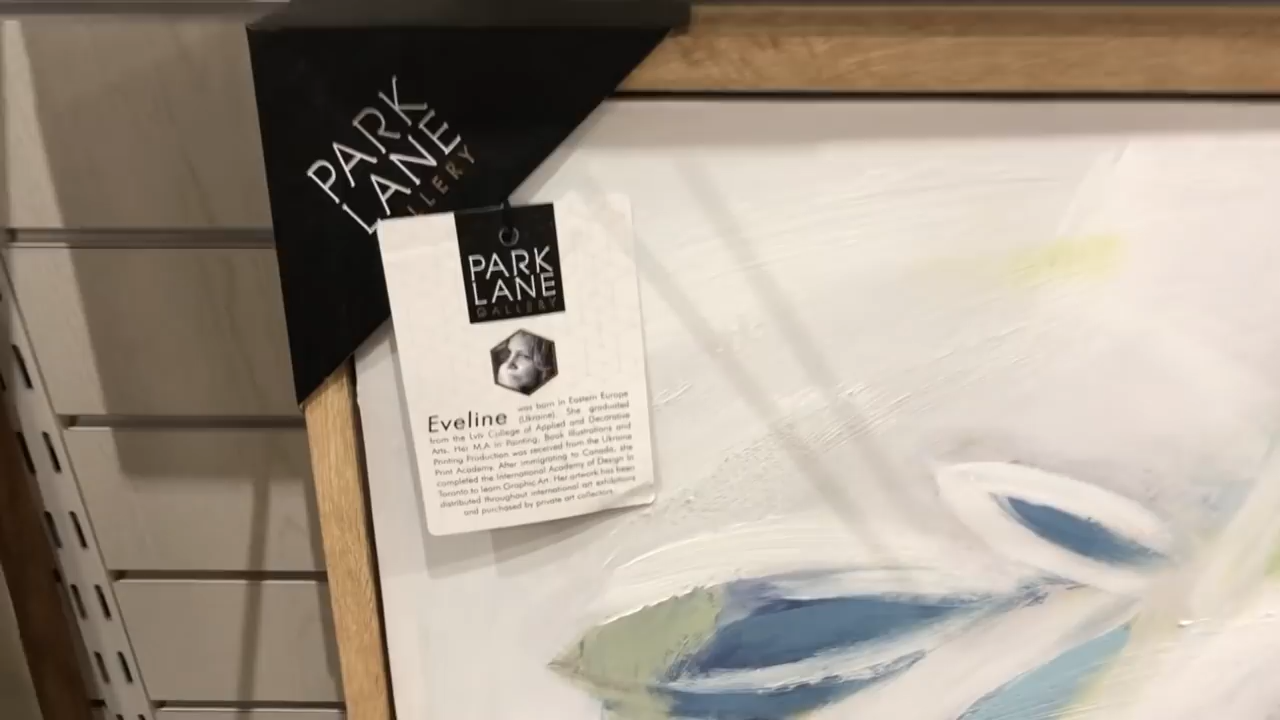 PARK
LANE
GALLERY
PARK
LANE
GALLERY
Eveline was born in Eastern Europe
(Ukraine). She graduated
from the Lviv College of Applied and Decorative
Arts. Her M.A in Painting, Book Illustrations and
Printing Production was received from the Ukraine
Print Academy. After immigrating to Canada, she
completed the International Academy of Design in
Toronto to learn Graphic Art. Her artwork has been
distributed throughout international art exhibitions
and purchased by private art collectors.